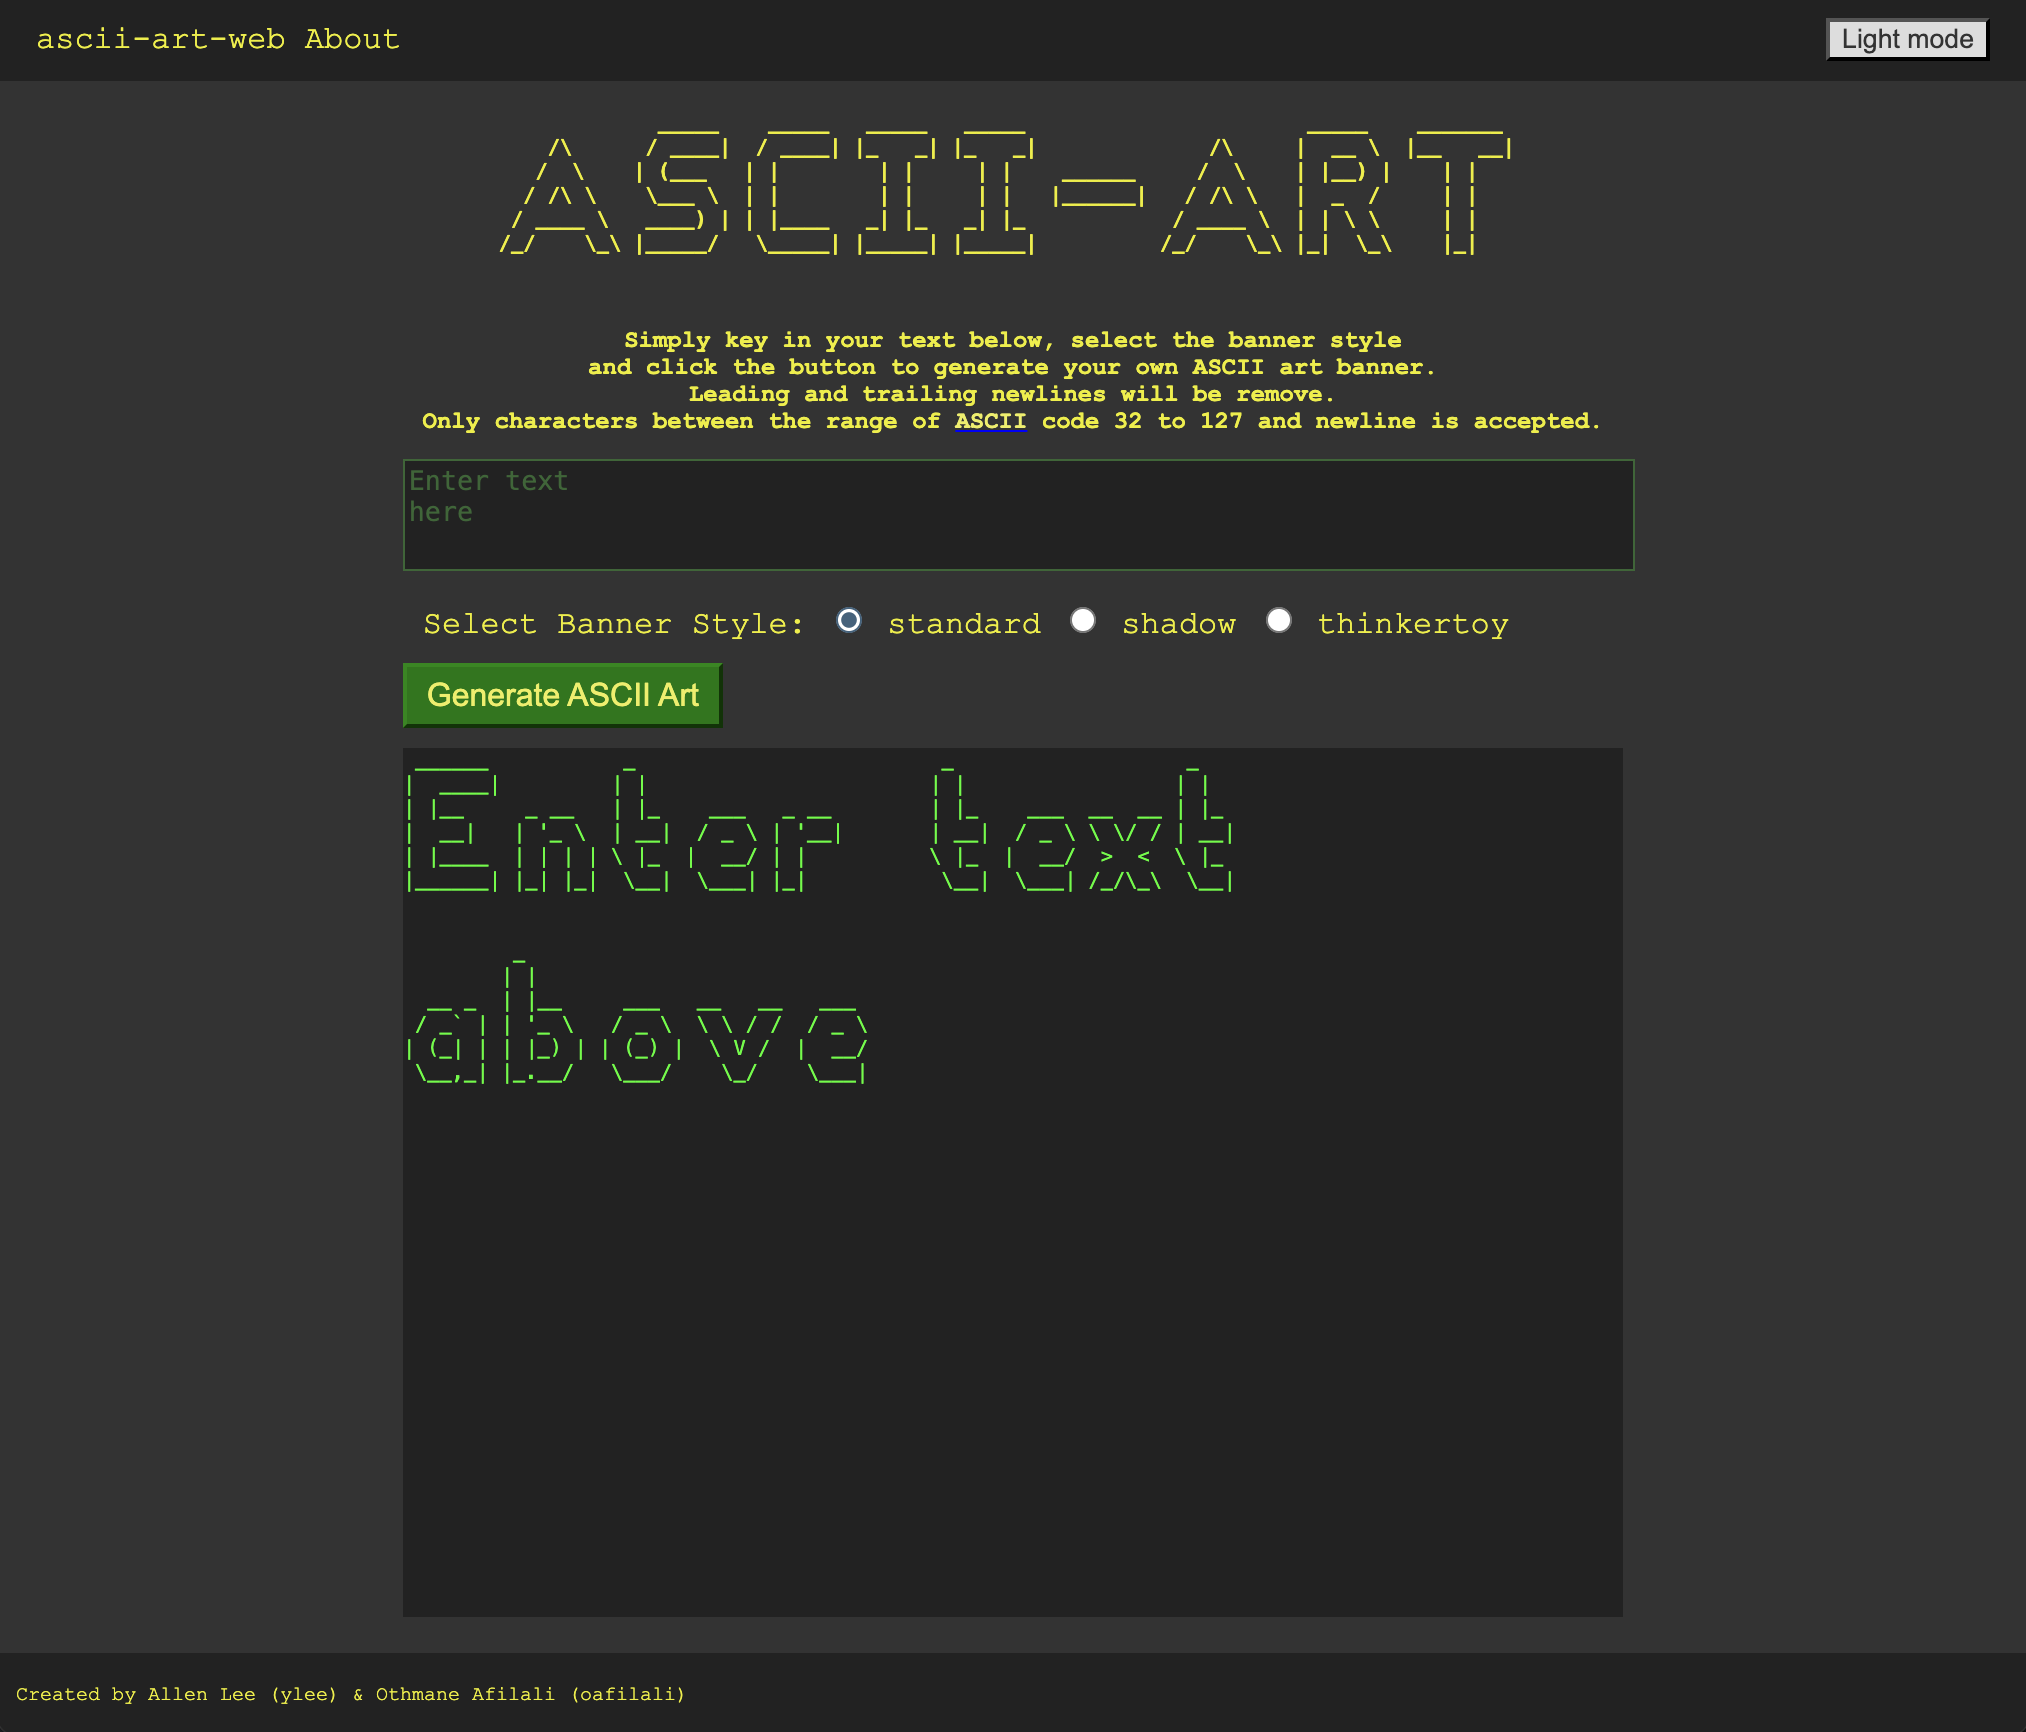 ascii-art-web About
Light mode
ASCII-ART
Simply key in your text below, select the banner style
and click the button to generate your own ASCII art banner.
Leading and trailing newlines will be remove.
Only characters between the range of ASCII code 32 to 127 and newline is accepted.
Enter text
here
Select Banner Style: standard shadow thinkertoy
Generate ASCII Art
Enter text
above
Created by Allen Lee (ylee) & Othmane Afilali (oafilali)